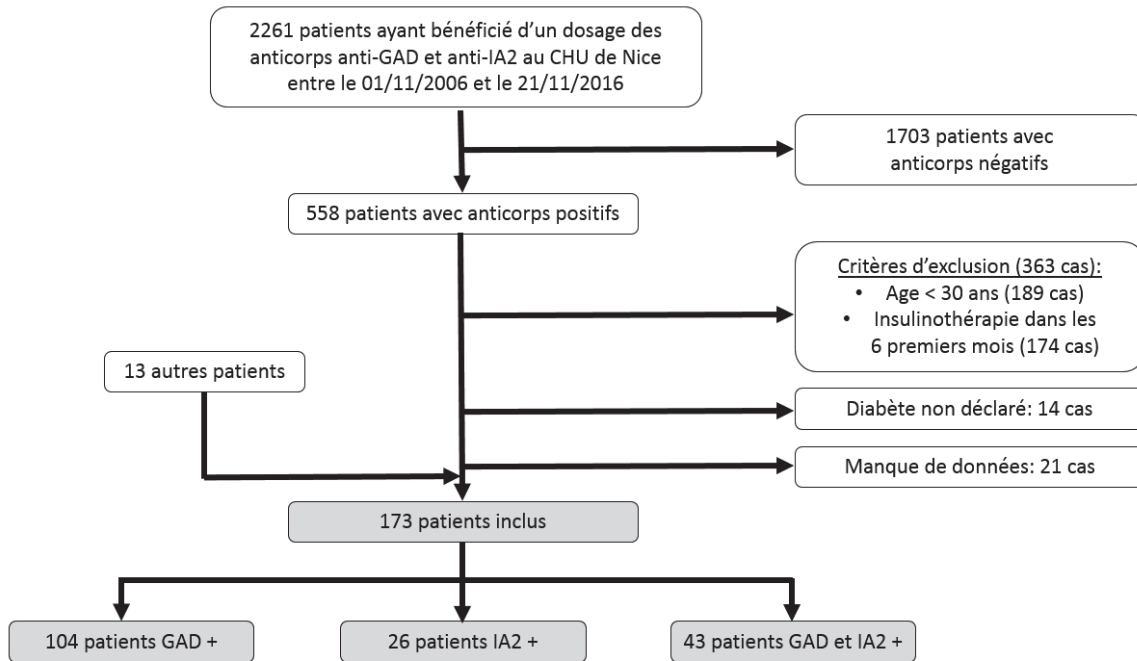 2261 patients ayant bénéficié d’un dosage des
anticorps anti-GAD et anti-IA2 au CHU de Nice
entre le 01/11/2006 et le 21/11/2016
1703 patients avec
anticorps négatifs
558 patients avec anticorps positifs
Critères d’exclusion (363 cas):
• Age < 30 ans (189 cas)
• Insulinothérapie dans les
6 premiers mois (174 cas)
13 autres patients
Diabète non déclaré: 14 cas
Manque de données: 21 cas
173 patients inclus
104 patients GAD +
26 patients IA2 +
43 patients GAD et IA2 +